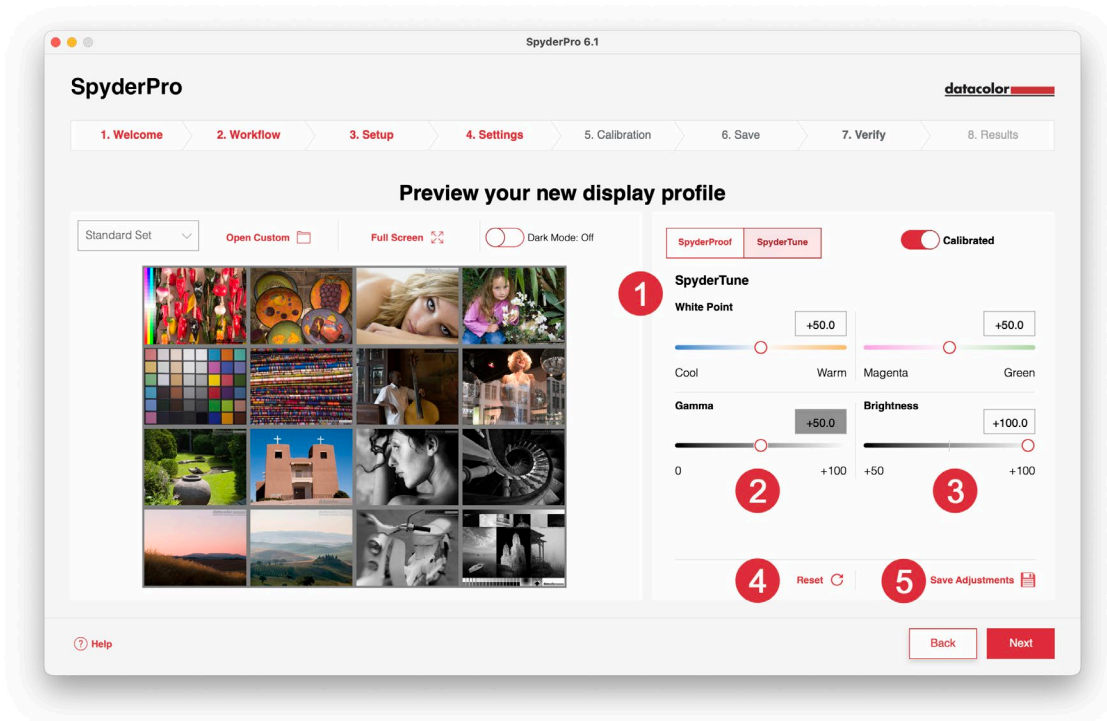 SpyderPro 6.1
SpyderPro
datacolor
1. Welcome
2. Workflow
3. Setup
4. Settings
5. Calibration
6. Save
7. Verify
8. Results
Preview your new display profile
Standard Set
Open Custom
Full Screen
Dark Mode: Off
SpyderProof
SpyderTune
Calibrated
1
SpyderTune
White Point
+50.0
+50.0
Cool
Warm
Magenta
Green
Gamma
+50.0
Brightness
+100.0
0
+100
+50
+100
2
3
4
Reset
5
Save Adjustments
? Help
Back
Next